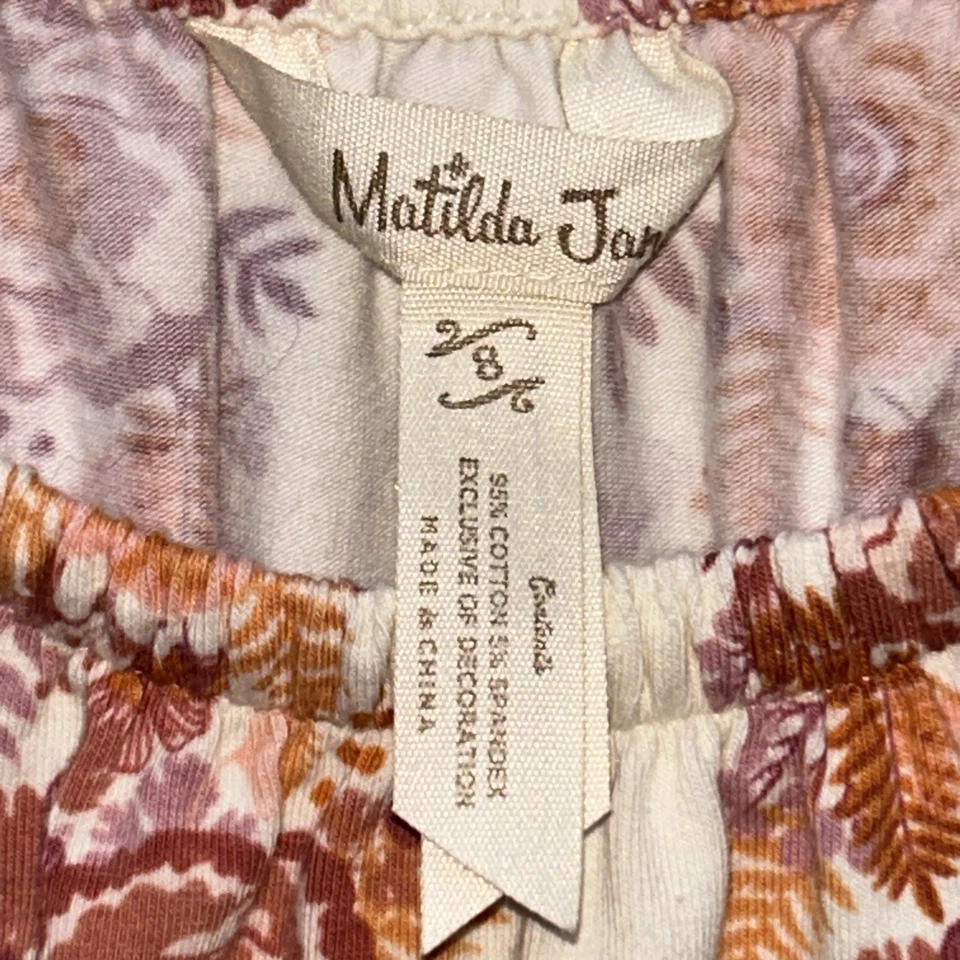 Matilda Jan
8
Contents
95% COTTON 5% SPANDEX
EXCLUSIVE OF DECORATION
MADE in CHINA